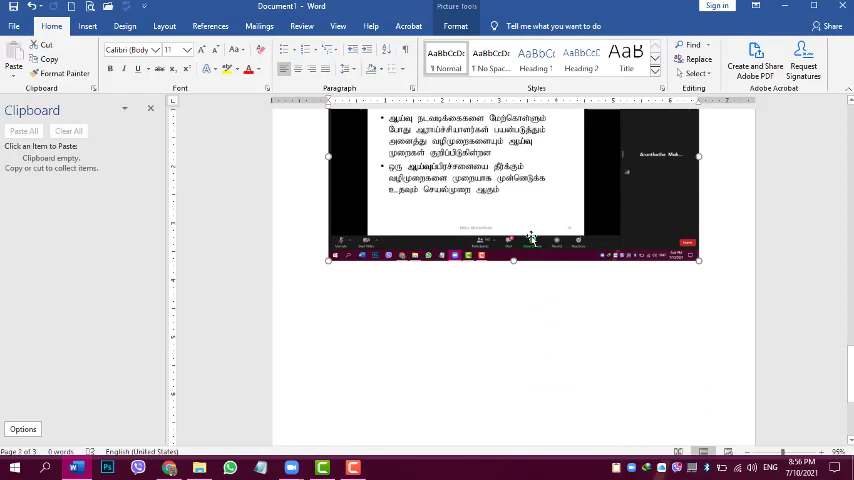 Document1 - Word
Picture Tools
Sign in
File
Home
Insert
Design
Layout
References
Mailings
Review
View
Help
Acrobat
Format
Tell me what you want to do
Share
Paste
Cut
Copy
Format Painter
Clipboard
Calibri (Body)
11
Font
Paragraph
AaBbCcDc
¶ Normal
AaBbCcDc
¶ No Spac...
AaBbCc
Heading 1
AaBbCcD
Heading 2
AaB
Title
Styles
Find
Replace
Select
Editing
Create and Share
Adobe PDF
Request
Signatures
Adobe Acrobat
Clipboard
Paste All
Clear All
Click an Item to Paste:
Clipboard empty.
Copy or cut to collect items.
• ஆய்வு நடவடிக்கைகளை மேற்கொள்ளும்
போது ஆராய்ச்சியாளர்கள் பயன்படுத்தும்
அனைத்து வழிமுறைகளையும் ஆய்வு
முறைகள் குறிப்பிடுகின்றன
• ஒரு ஆய்வுப்பிரச்சனையை தீர்க்கும்
வழிமுறைகளை முறையாக முன்னெடுக்க
உதவும் செயல்முறை ஆகும்
Leave
Options
Page 2 of 3
0 words
English (United States)
95%
ENG
8:56 PM
7/10/2021